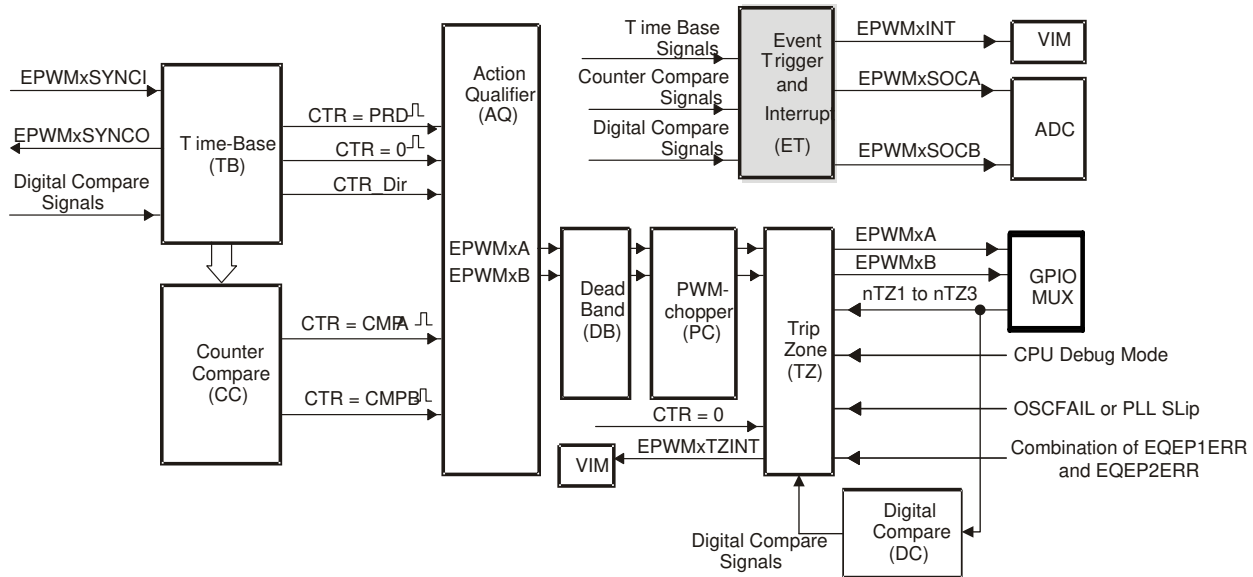 EPWMxSYNCI
EPWMxSYNCO
Digital Compare
Signals
Time-Base
(TB)
CTR = PRD
CTR = 0
CTR_Dir
Counter
Compare
(CC)
CTR = CMPA
CTR = CMPB
Action
Qualifier
(AQ)
EPWMxA
EPWMxB
Time Base
Signals
Counter Compare
Signals
Digital Compare
Signals
Event
Trigger
and
Interrupt
(ET)
EPWMxINT
EPWMxSOCA
EPWMxSOCB
VIM
ADC
Dead
Band
(DB)
PWM-
chopper
(PC)
Trip
Zone
(TZ)
EPWMxA
EPWMxB
nTZ1 to nTZ3
GPIO
MUX
CPU Debug Mode
OSCFAIL or PLL SLip
Combination of EQEP1ERR
and EQEP2ERR
CTR = 0
EPWMxTZINT
VIM
Digital Compare
Signals
Digital
Compare
(DC)